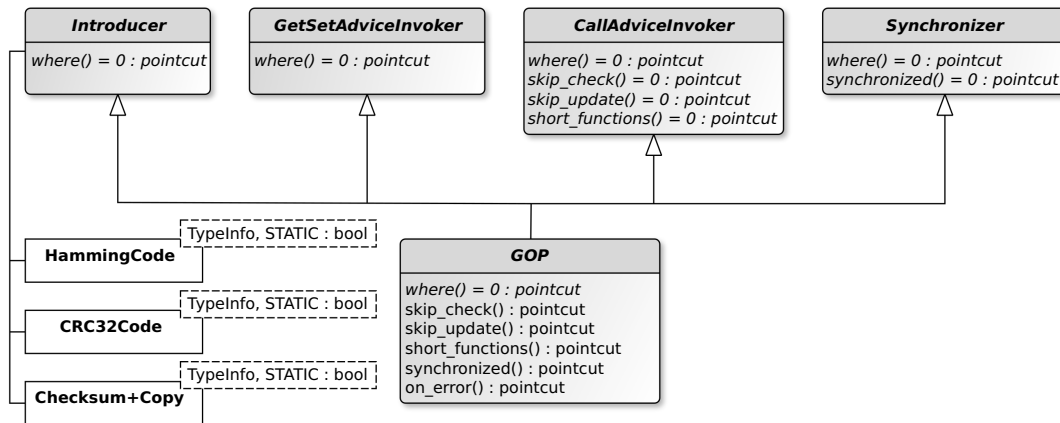 Introducer
where() = 0 : pointcut
GetSetAdviceInvoker
where() = 0 : pointcut
CallAdviceInvoker
where() = 0 : pointcut
skip_check() = 0 : pointcut
skip_update() = 0 : pointcut
short_functions() = 0 : pointcut
Synchronizer
where() = 0 : pointcut
synchronized() = 0 : pointcut
TypeInfo, STATIC : bool
HammingCode
TypeInfo, STATIC : bool
CRC32Code
TypeInfo, STATIC : bool
Checksum+Copy
GOP
where() = 0 : pointcut
skip_check() : pointcut
skip_update() : pointcut
short_functions() : pointcut
synchronized() : pointcut
on_error() : pointcut